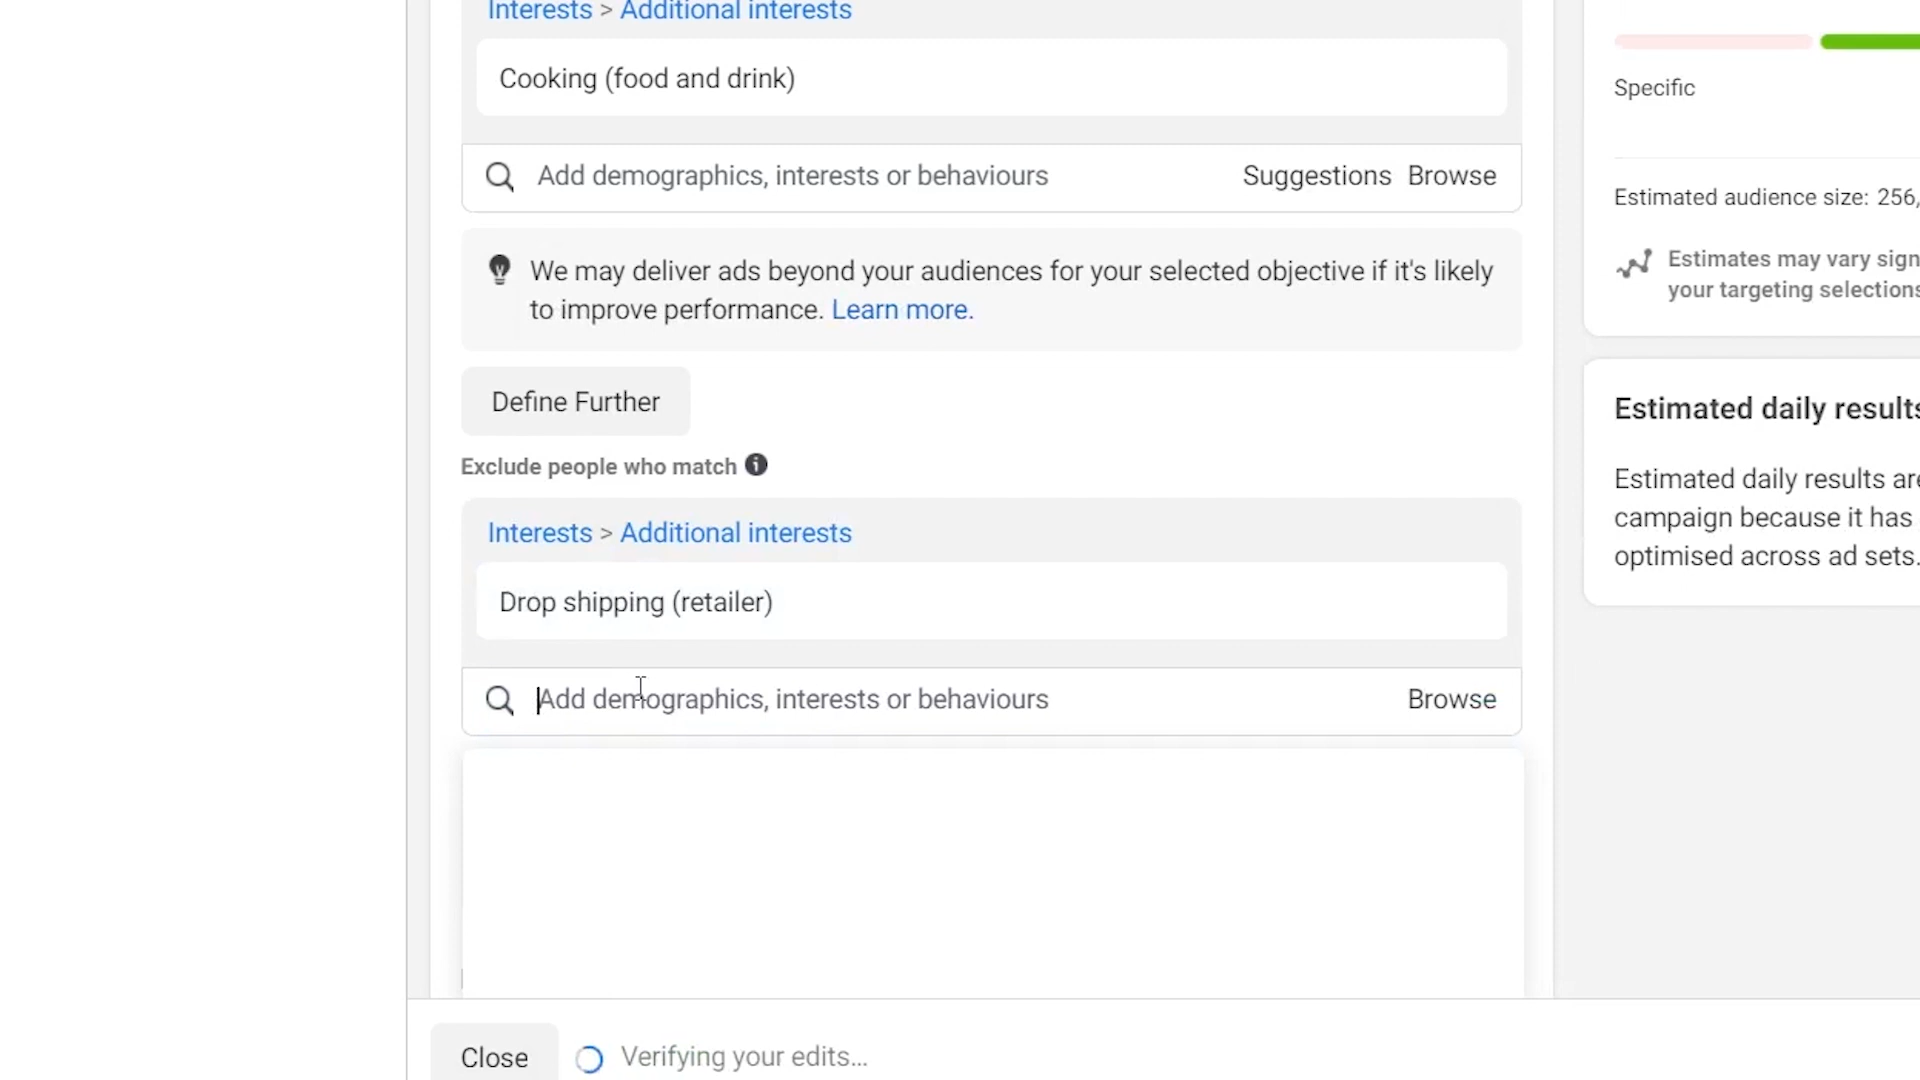 Interests > Additional interests
Cooking (food and drink)
Add demographics, interests or behaviours Suggestions Browse
We may deliver ads beyond your audiences for your selected objective if it's likely
to improve performance. Learn more.
Define Further
Exclude people who match
Interests > Additional interests
Drop shipping (retailer)
Add demographics, interests or behaviours Browse
Close Verifying your edits...
Specific
Estimated audience size: 256,
Estimates may vary sign
your targeting selections
Estimated daily results
Estimated daily results are
campaign because it has
optimised across ad sets.